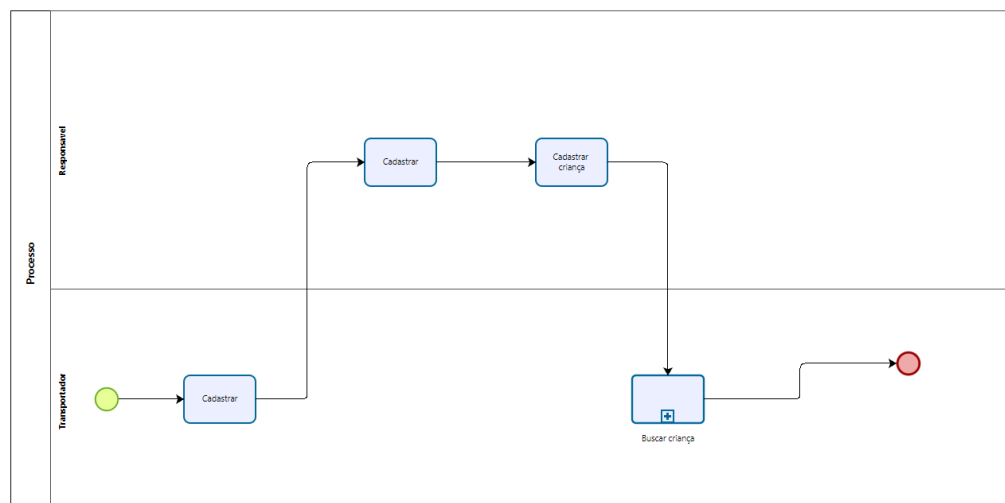 Processo
Responsavel
Cadastrar
Cadastrar
criança
Transportador
Cadastrar
Buscar criança